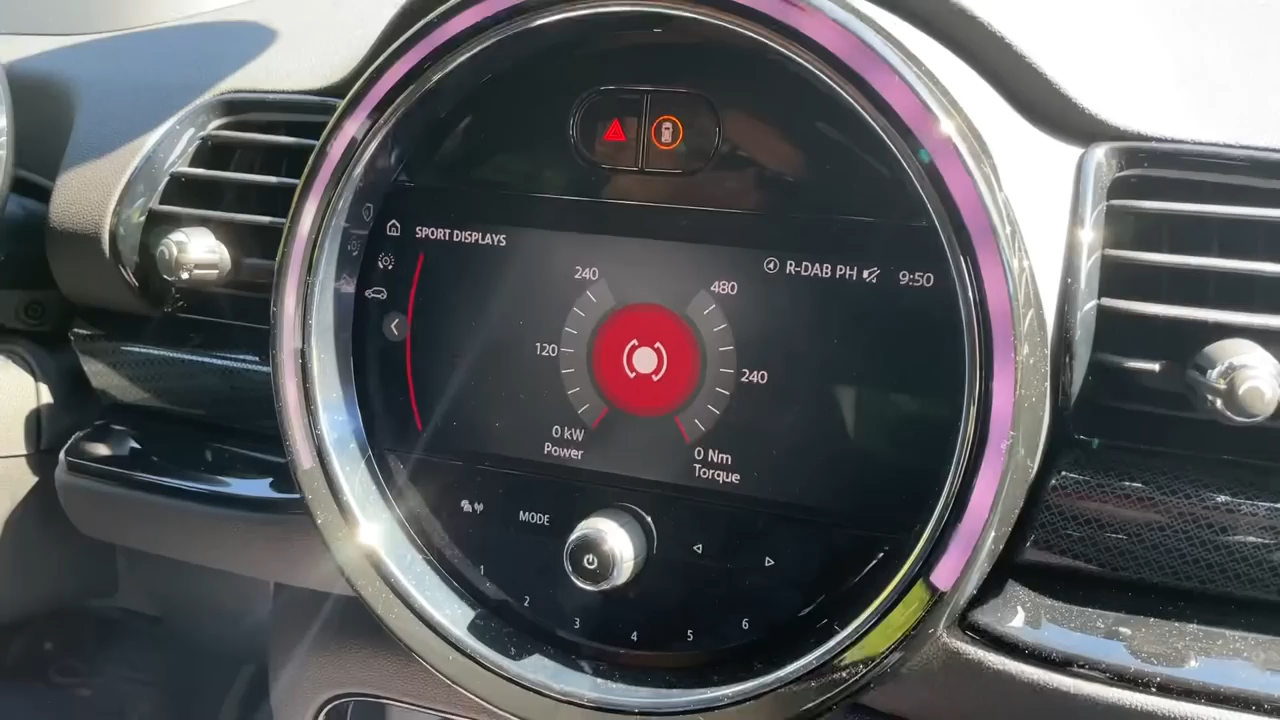 SPORT DISPLAYS
R-DAB PH
9:50
240
480
120
240
0 kW
Power
0 Nm
Torque
MODE
1
2
3
4
5
6